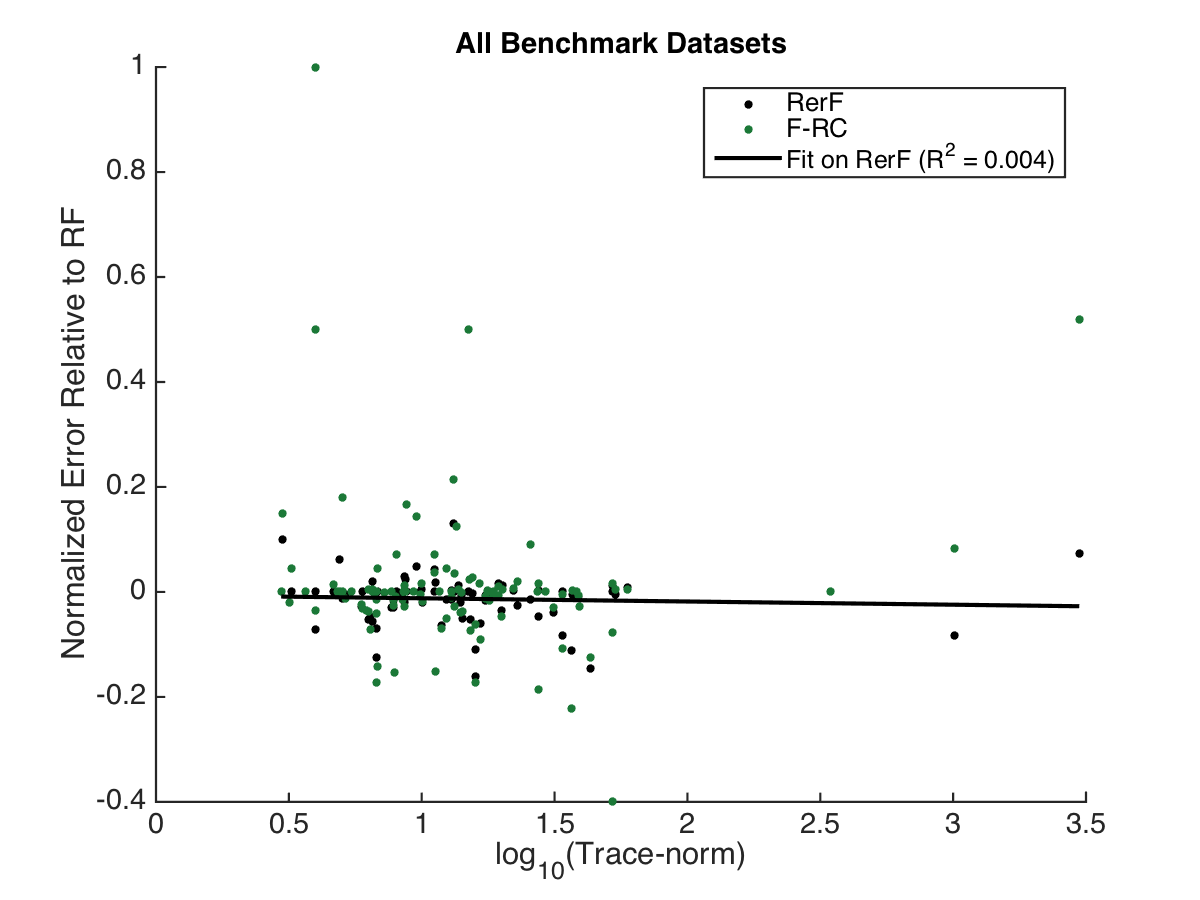 All Benchmark Datasets
RerF
F-RC
Fit on RerF (R² = 0.004)
Normalized Error Relative to RF
1
0.8
0.6
0.4
0.2
0
-0.2
-0.4
0 0.5 1 1.5 2 2.5 3 3.5
log₁₀(Trace-norm)